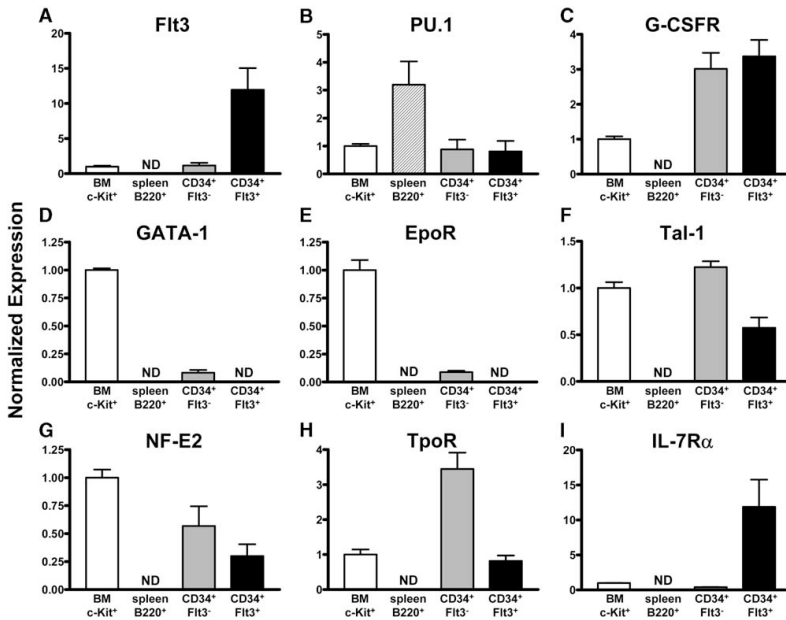 Normalized Expression
A Flt3
15
10
5
0
ND
BM c-Kit⁺
spleen B220⁺
CD34⁺ Flt3⁻
CD34⁺ Flt3⁺
B PU.1
5
4
3
2
1
0
BM c-Kit⁺
spleen B220⁺
CD34⁺ Flt3⁻
CD34⁺ Flt3⁺
C G-CSFR
4
3
2
1
0
ND
BM c-Kit⁺
spleen B220⁺
CD34⁺ Flt3⁻
CD34⁺ Flt3⁺
D GATA-1
1.25
1.00
0.75
0.50
0.25
0.00
ND
ND
BM c-Kit⁺
spleen B220⁺
CD34⁺ Flt3⁻
CD34⁺ Flt3⁺
E EpoR
1.25
1.00
0.75
0.50
0.25
0.00
ND
ND
BM c-Kit⁺
spleen B220⁺
CD34⁺ Flt3⁻
CD34⁺ Flt3⁺
F Tal-1
1.5
1.0
0.5
0.0
ND
BM c-Kit⁺
spleen B220⁺
CD34⁺ Flt3⁻
CD34⁺ Flt3⁺
G NF-E2
1.25
1.00
0.75
0.50
0.25
0.00
ND
BM c-Kit⁺
spleen B220⁺
CD34⁺ Flt3⁻
CD34⁺ Flt3⁺
H TpoR
4
3
2
1
0
ND
BM c-Kit⁺
spleen B220⁺
CD34⁺ Flt3⁻
CD34⁺ Flt3⁺
I IL-7Rα
20
15
10
5
0
ND
BM c-Kit⁺
spleen B220⁺
CD34⁺ Flt3⁻
CD34⁺ Flt3⁺